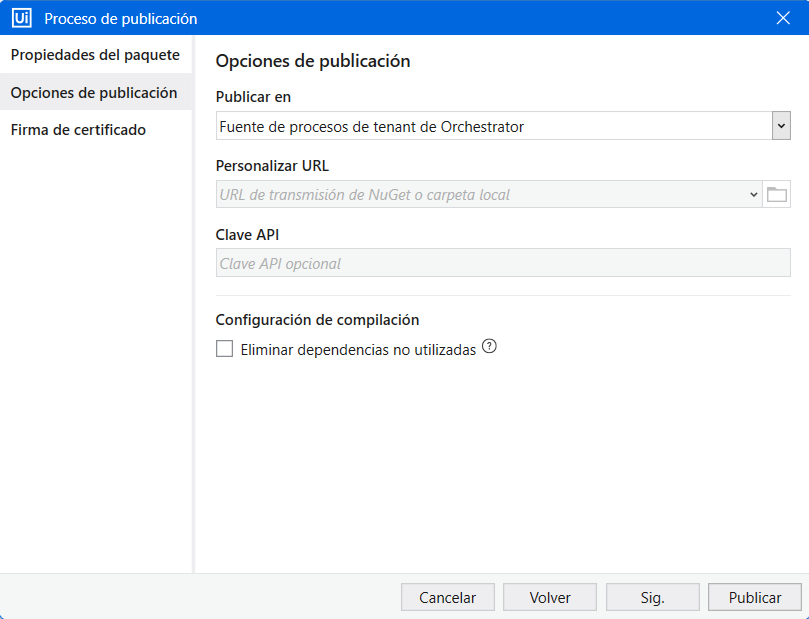 Ui Proceso de publicación
Propiedades del paquete
Opciones de publicación
Firma de certificado
Opciones de publicación
Publicar en
Fuente de procesos de tenant de Orchestrator
Personalizar URL
URL de transmisión de NuGet o carpeta local
Clave API
Clave API opcional
Configuración de compilación
Eliminar dependencias no utilizadas ?
Cancelar
Volver
Sig.
Publicar